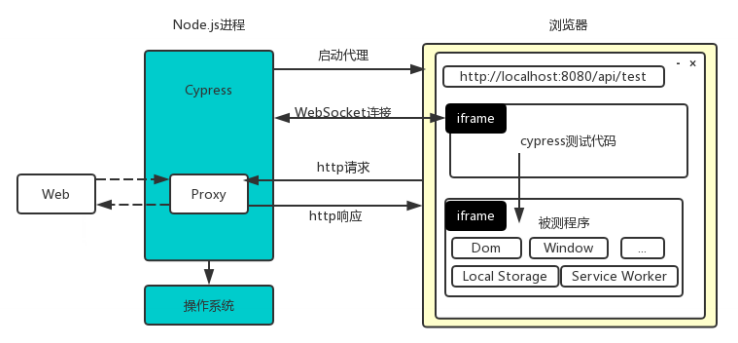 Node.js进程
浏览器
启动代理
- ×
http://localhost:8080/api/test
Cypress
WebSocket连接
iframe
cypress测试代码
http请求
Web
Proxy
http响应
iframe
被测程序
Dom
Window
...
Local Storage
Service Worker
操作系统